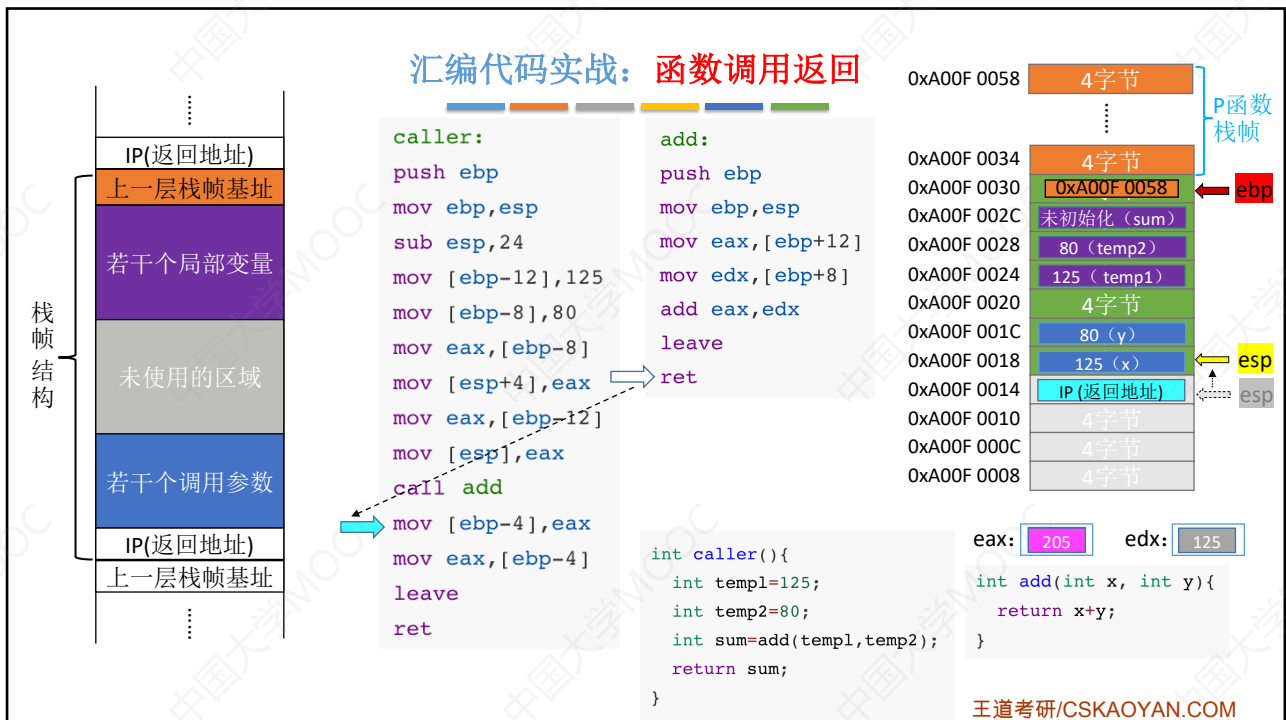 汇编代码实战：函数调用返回
┇
IP(返回地址)
上一层栈帧基址
若干个局部变量
未使用的区域
若干个调用参数
IP(返回地址)
上一层栈帧基址
栈帧结构
caller:
push ebp
mov ebp,esp
sub esp,24
mov [ebp-12],125
mov [ebp-8],80
mov eax,[ebp-8]
mov [esp+4],eax
mov eax,[ebp-12]
mov [esp],eax
call add
mov [ebp-4],eax
mov eax,[ebp-4]
leave
ret
add:
push ebp
mov ebp,esp
mov eax,[ebp+12]
mov edx,[ebp+8]
add eax,edx
leave
ret
int caller(){
int temp1=125;
int temp2=80;
int sum=add(temp1,temp2);
return sum;
}
0xA00F 0058 4字节
P函数
栈帧
0xA00F 0034 4字节
0xA00F 0030 0xA00F 0058 ebp
0xA00F 002C 未初始化（sum）
0xA00F 0028 80（temp2）
0xA00F 0024 125（temp1）
0xA00F 0020 4字节
0xA00F 001C 80（y）
0xA00F 0018 125（x） esp
0xA00F 0014 IP (返回地址) esp
0xA00F 0010 4字节
0xA00F 000C 4字节
0xA00F 0008 4字节
eax: 205 edx: 125
int add(int x, int y){
return x+y;
}
王道考研/CSKAOYAN.COM
中国大学MOOC